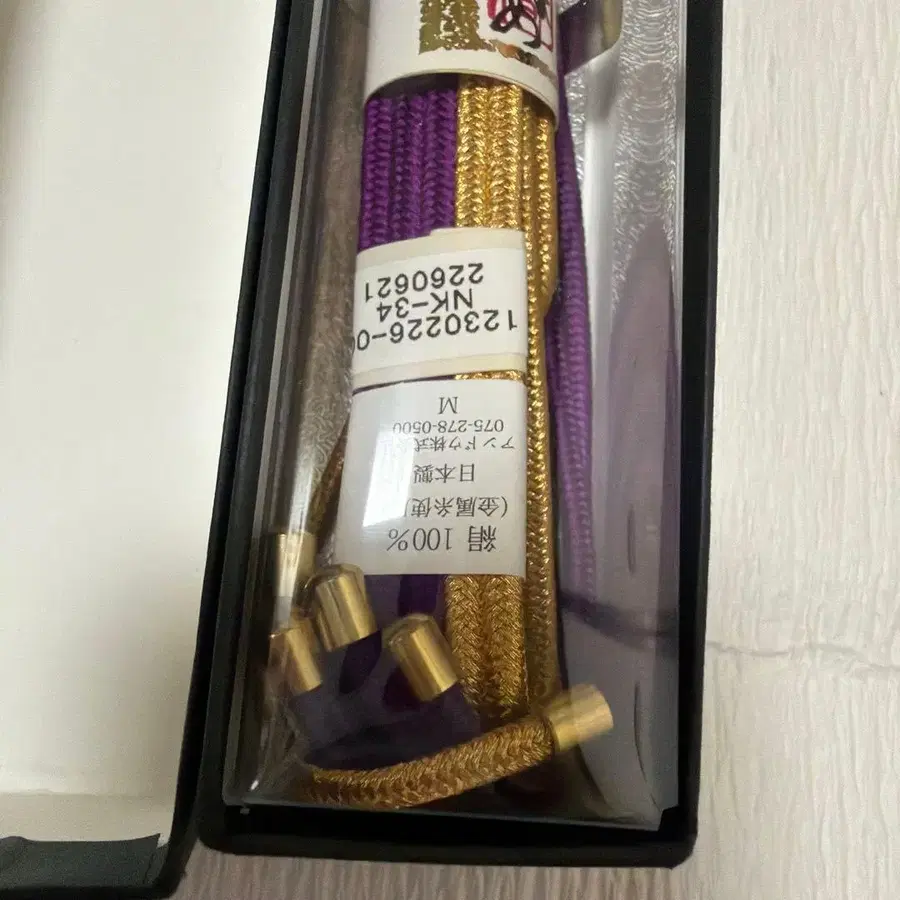 絹 100%
(金属糸使
日本製
アンドウ株式
075-278-0500
M
1230226-0
NK-34
2260621